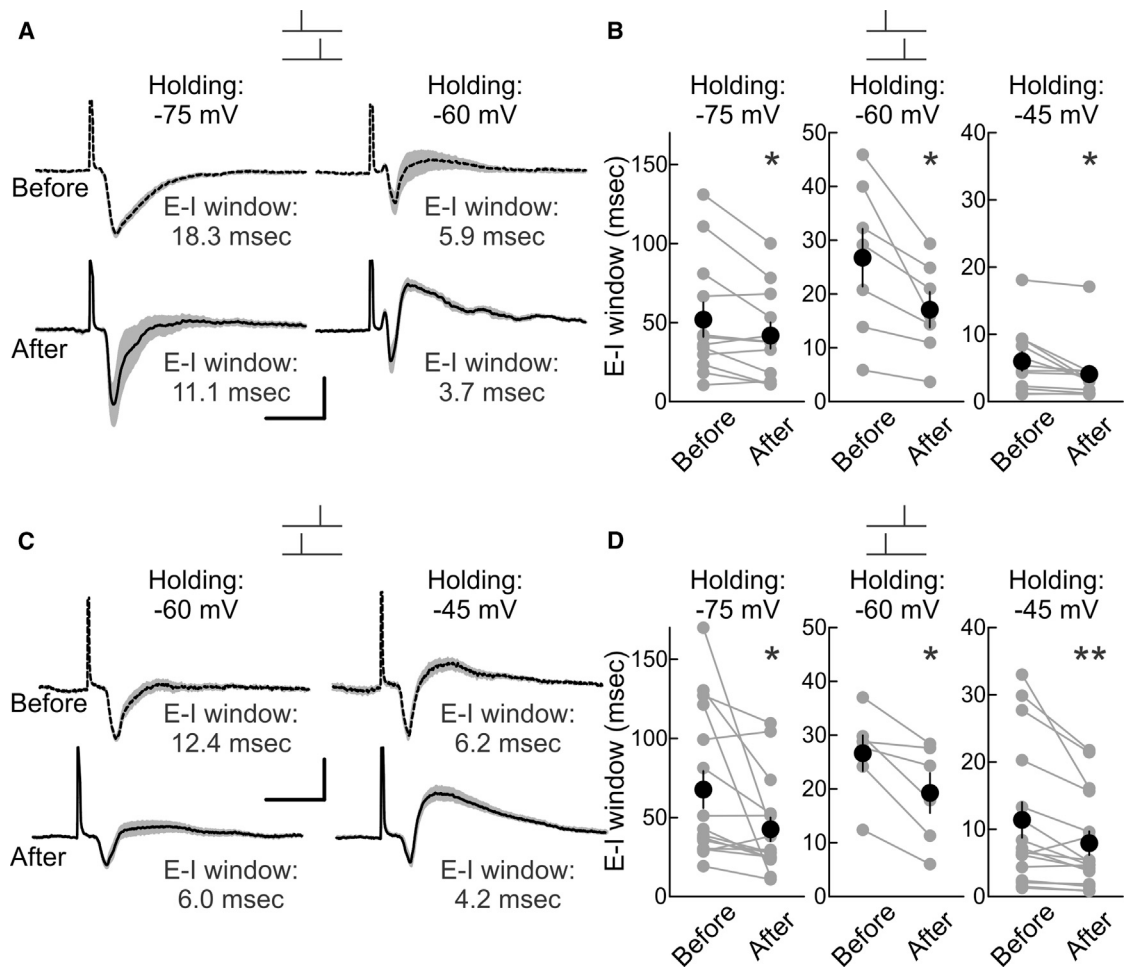 A
Holding:
-75 mV
Holding:
-60 mV
Before
E-I window:
18.3 msec
E-I window:
5.9 msec
After
E-I window:
11.1 msec
E-I window:
3.7 msec
B
Holding:
-75 mV
Holding:
-60 mV
Holding:
-45 mV
E-I window (msec)
150
100
50
0
*
50
40
30
20
10
0
*
40
30
20
10
0
*
Before
After
Before
After
Before
After
C
Holding:
-60 mV
Holding:
-45 mV
Before
E-I window:
12.4 msec
E-I window:
6.2 msec
After
E-I window:
6.0 msec
E-I window:
4.2 msec
D
Holding:
-75 mV
Holding:
-60 mV
Holding:
-45 mV
E-I window (msec)
150
100
50
0
*
50
40
30
20
10
0
*
40
30
20
10
0
**
Before
After
Before
After
Before
After